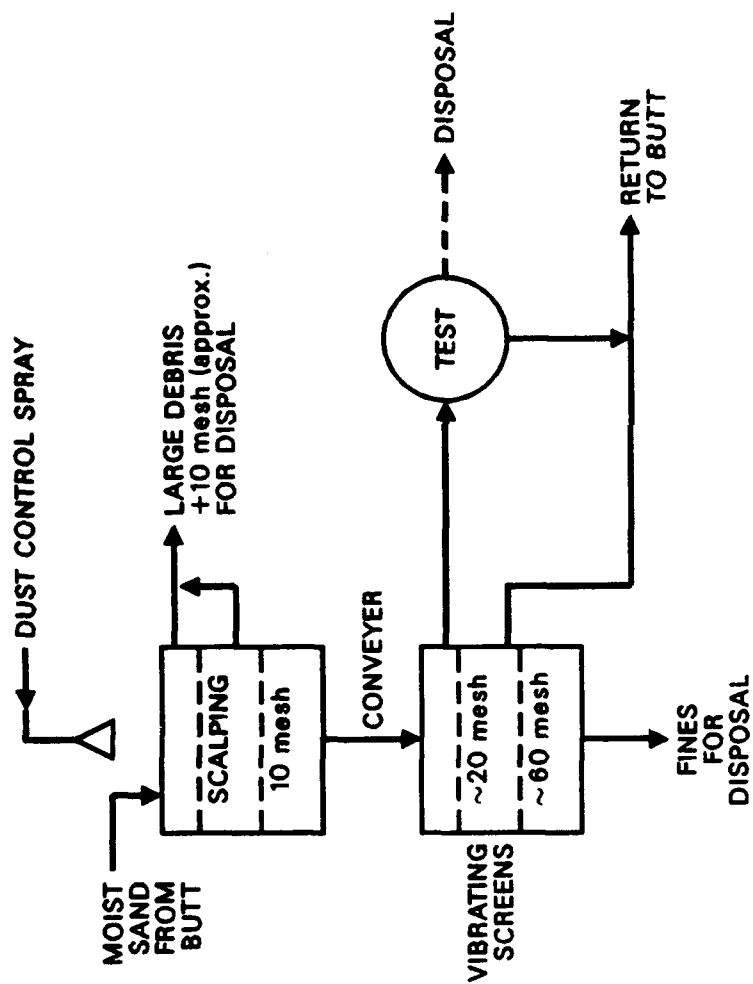 DUST CONTROL SPRAY
MOIST
SAND
FROM
BUTT
SCALPING
10 mesh
LARGE DEBRIS
+10 mesh (approx.)
FOR DISPOSAL
CONVEYER
VIBRATING
SCREENS
~20 mesh
~60 mesh
TEST
DISPOSAL
RETURN
TO BUTT
FINES
FOR
DISPOSAL